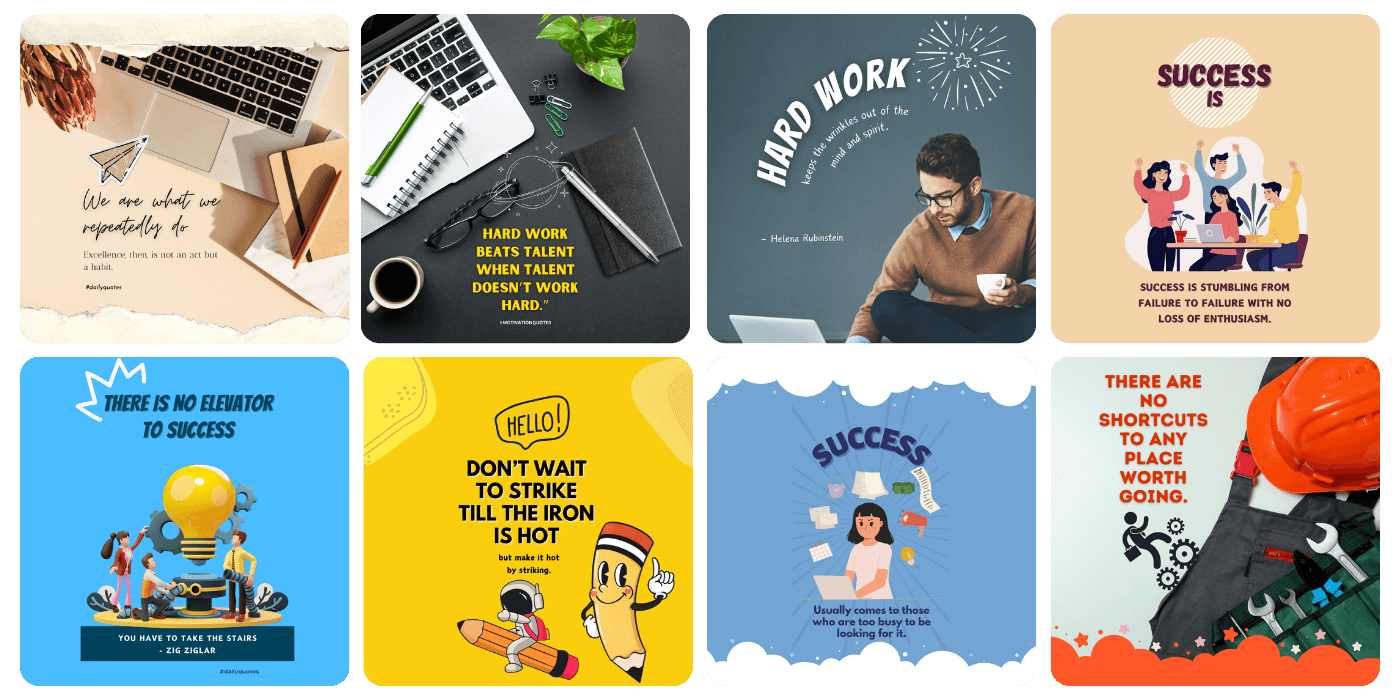 We are what we
repeatedly do.
Excellence, then, is not an act but
a habit.
#dailyquotes
HARD WORK
BEATS TALENT
WHEN TALENT
DOESN'T WORK
HARD."
#MOTIVATIONQUOTES
HARD WORK
keeps the wrinkles out of the
mind and spirit.
– Helena Rubinstein
SUCCESS
IS
SUCCESS IS STUMBLING FROM
FAILURE TO FAILURE WITH NO
LOSS OF ENTHUSIASM.
THERE IS NO ELEVATOR
TO SUCCESS
YOU HAVE TO TAKE THE STAIRS
- ZIG ZIGLAR
#dailyquotes
HELLO!
DON'T WAIT
TO STRIKE
TILL THE IRON
IS HOT
but make it hot
by striking.
SUCCESS
Usually comes to those
who are too busy to be
looking for it.
THERE ARE
NO
SHORTCUTS
TO ANY
PLACE
WORTH
GOING.